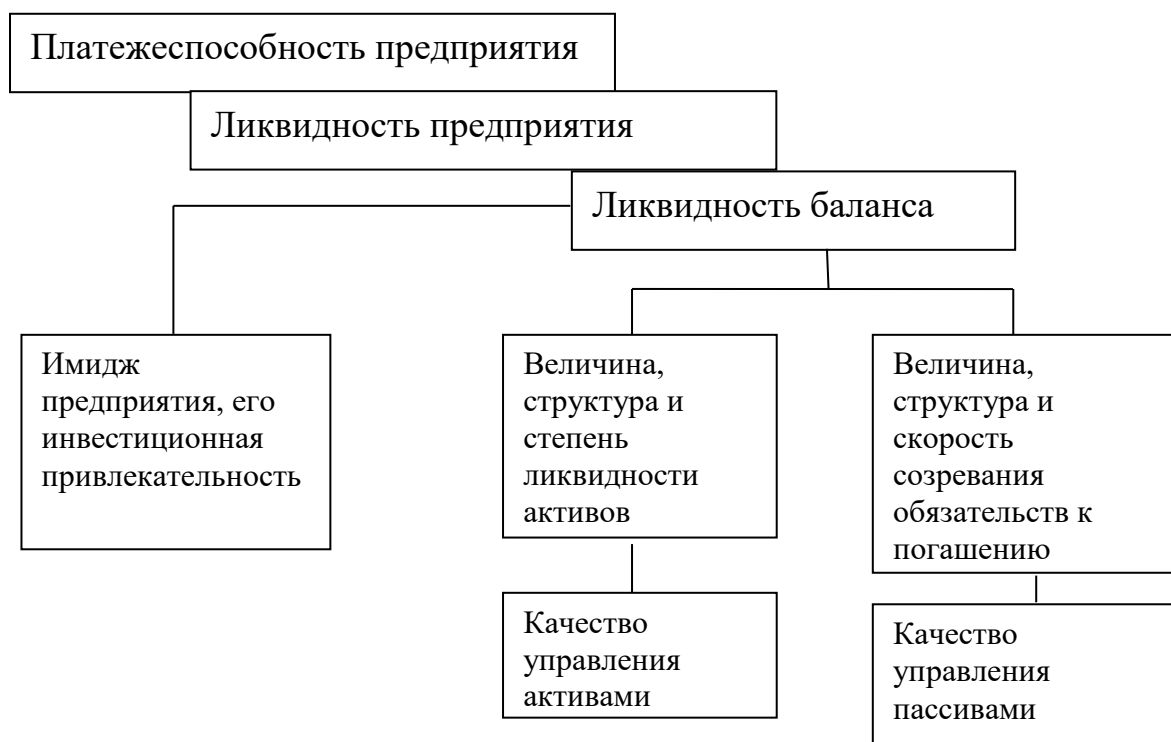 Платежеспособность предприятия
Ликвидность предприятия
Ликвидность баланса
Имидж
предприятия, его
инвестиционная
привлекательность
Величина,
структура и
степень
ликвидности
активов
Величина,
структура и
скорость
созревания
обязательств к
погашению
Качество
управления
активами
Качество
управления
пассивами